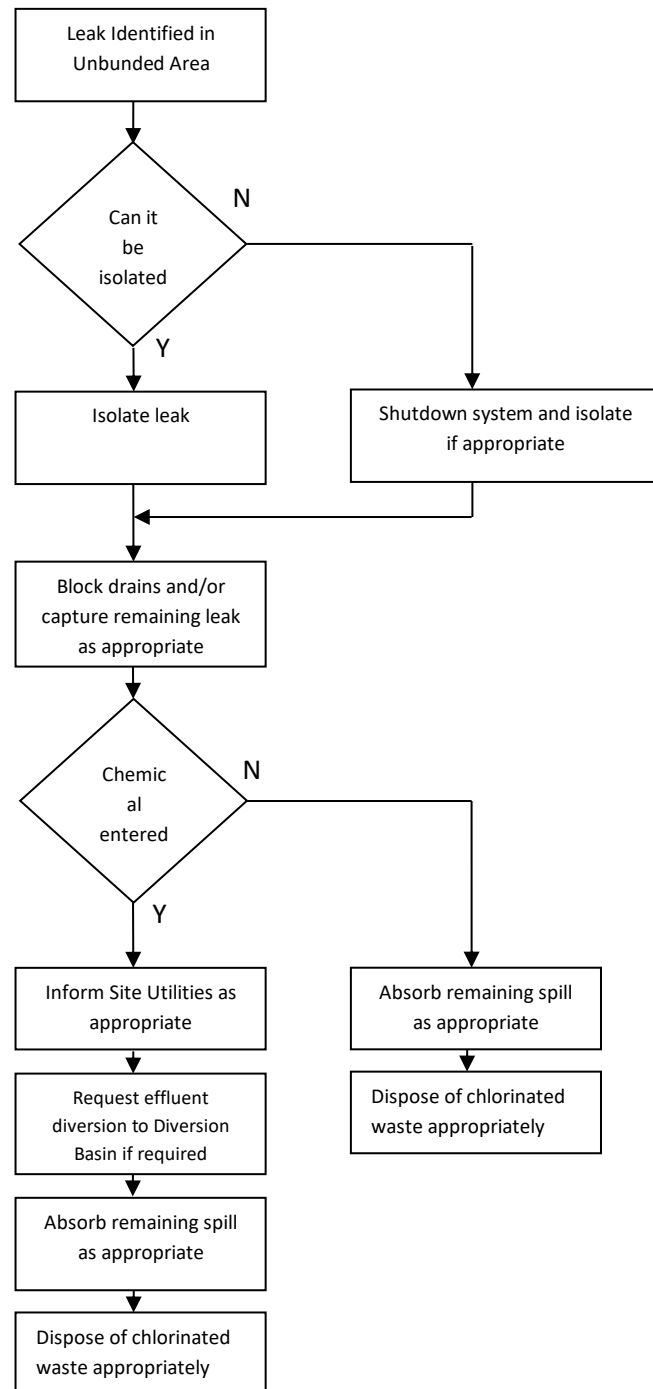 Leak Identified in
Unbunded Area
Can it
be
isolated
N
Y
Isolate leak
Shutdown system and isolate
if appropriate
Block drains and/or
capture remaining leak
as appropriate
Chemic
al
entered
N
Y
Inform Site Utilities as
appropriate
Absorb remaining spill
as appropriate
Request effluent
diversion to Diversion
Basin if required
Dispose of chlorinated
waste appropriately
Absorb remaining spill
as appropriate
Dispose of chlorinated
waste appropriately